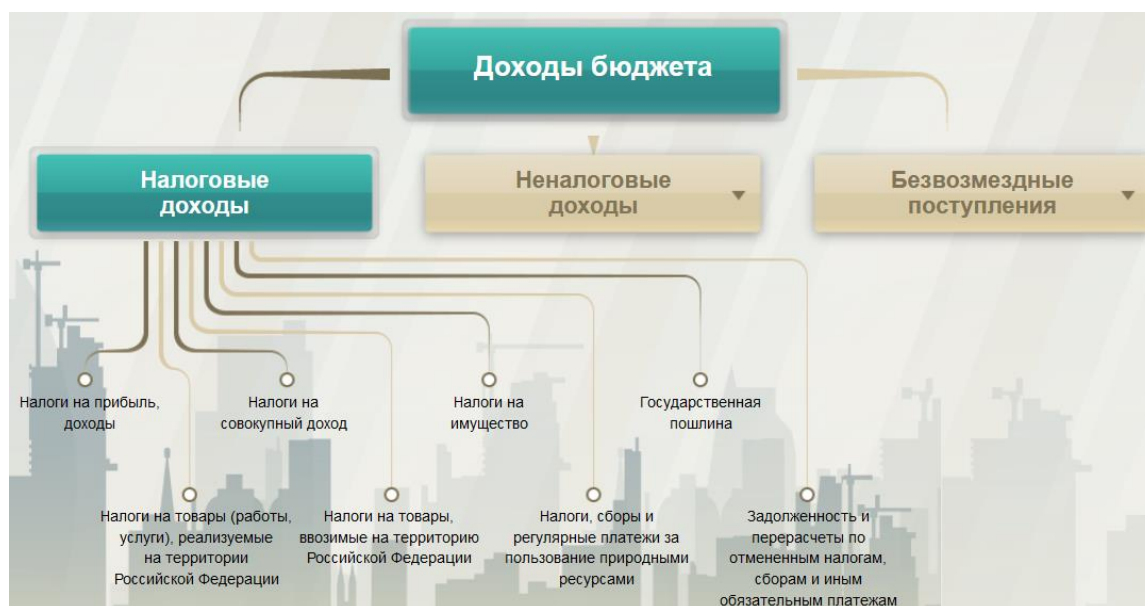 Доходы бюджета
Налоговые
доходы
Неналоговые
доходы
Безвозмездные
поступления
Налоги на прибыль,
доходы
Налоги на
совокупный доход
Налоги на
имущество
Государственная
пошлина
Налоги на товары (работы,
услуги), реализуемые
на территории
Российской Федерации
Налоги на товары,
ввозимые на территорию
Российской Федерации
Налоги, сборы и
регулярные платежи за
пользование природными
ресурсами
Задолженность и
перерасчеты по
отмененным налогам,
сборам и иным
обязательным платежам